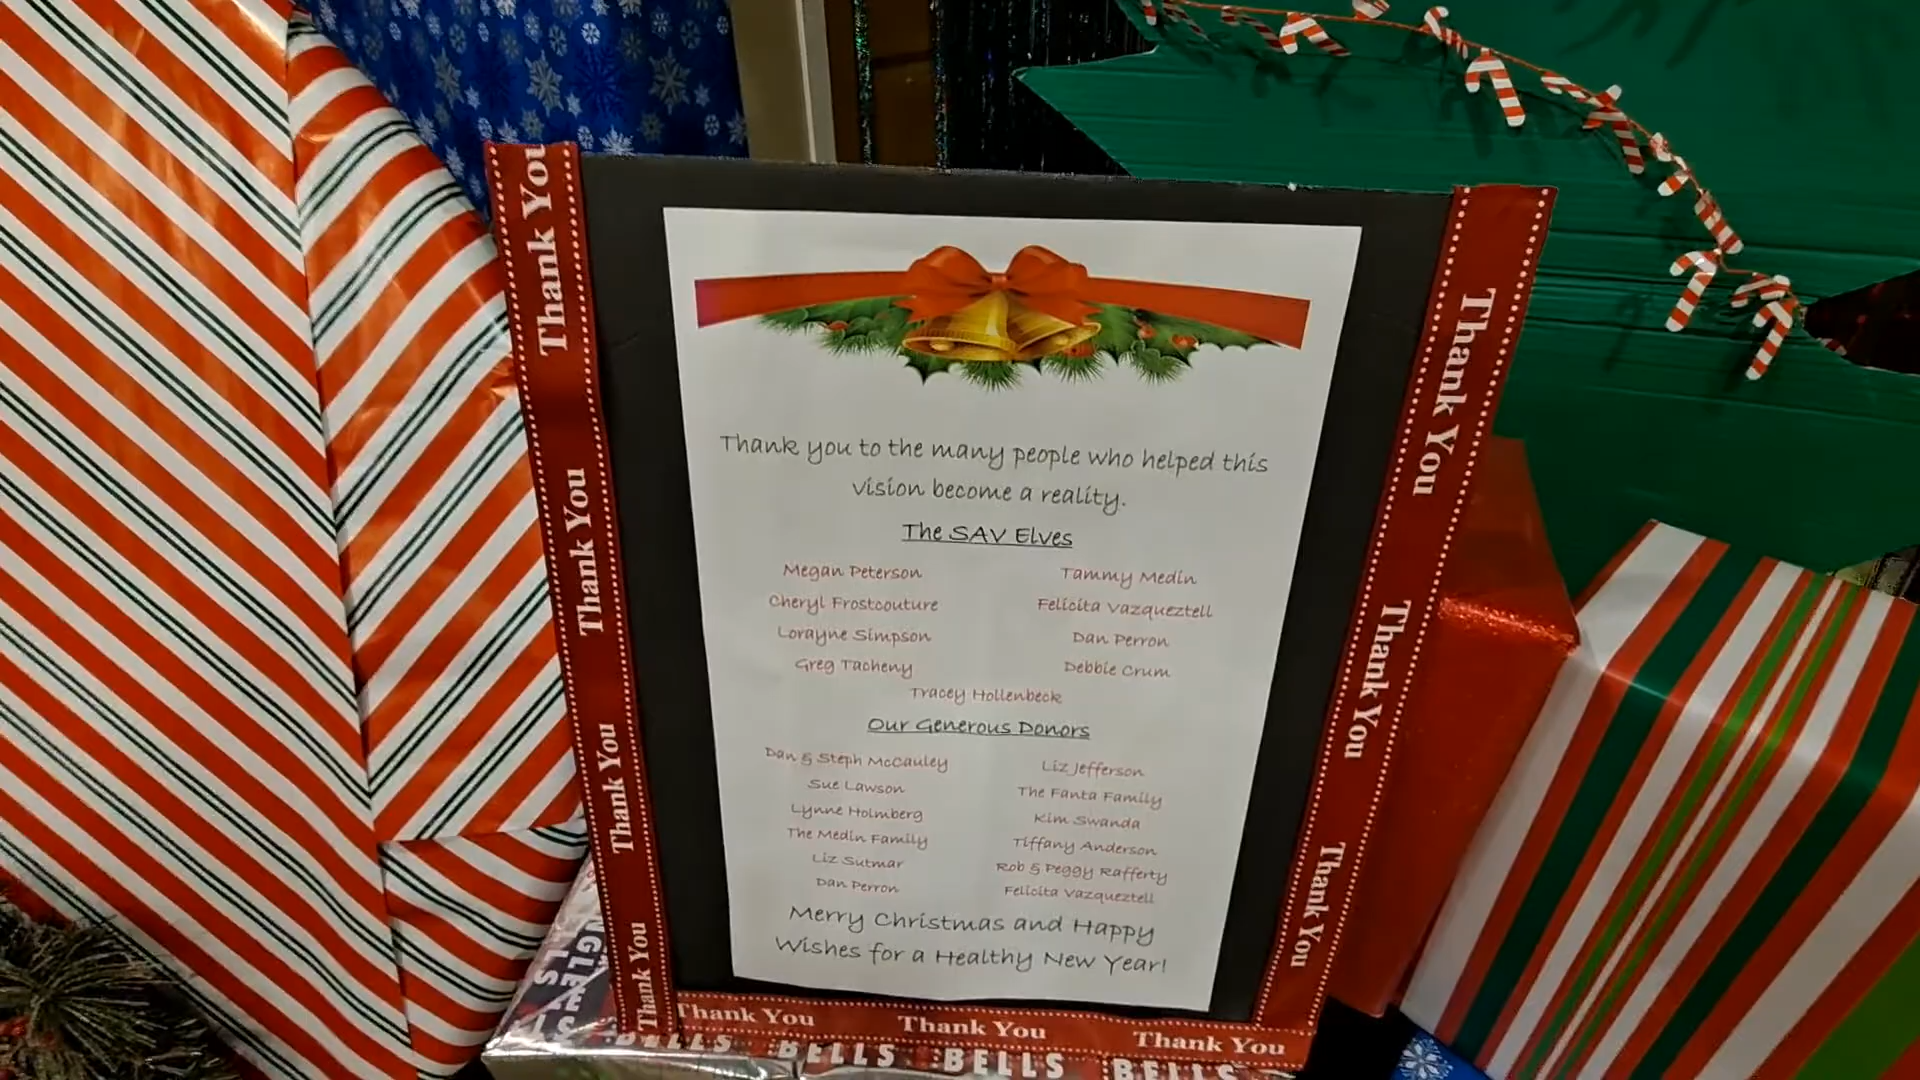 Thank you to the many people who helped this
vision become a reality.
The SAV Elves
Megan Peterson Tammy Medin
Cheryl Frostcouture Felicita Vazqueztell
Lorayne Simpson Dan Perron
Greg Tacheny Debbie Crum
Tracey Hollenbeck
Our Generous Donors
Dan & Steph McCauley Liz Jefferson
Sue Lawson The Fanta Family
Lynne Holmberg Kim Swanda
The Medin Family Tiffany Anderson
Liz Sutmar Rob & Peggy Rafferty
Dan Perron Felicita Vazqueztell
Merry Christmas and Happy
Wishes for a Healthy New Year!
Thank You
Thank You
Thank You
Thank You
Thank You
Thank You
Thank You
Thank You
Thank You Thank You Thank You
BELLS BELLS BELLS BELLS